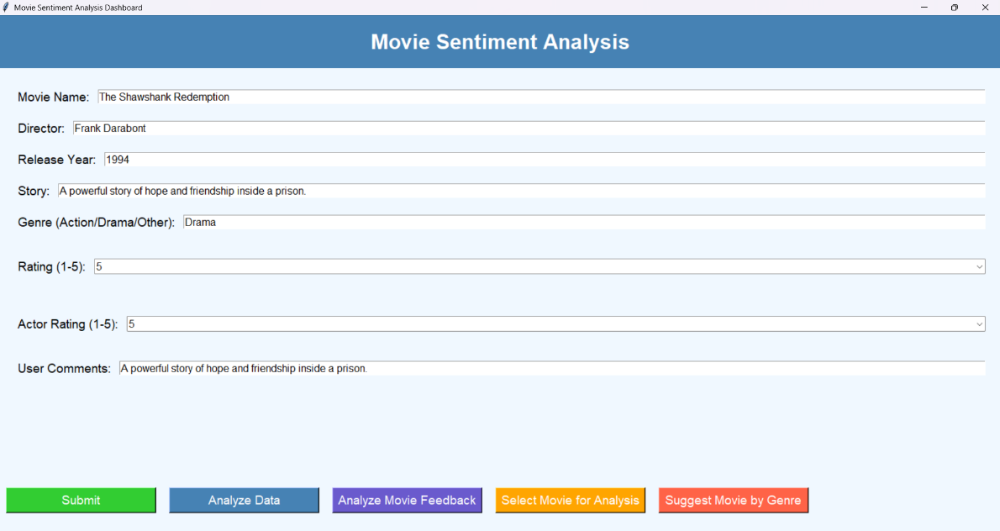 Movie Sentiment Analysis Dashboard
Movie Sentiment Analysis
Movie Name: The Shawshank Redemption
Director: Frank Darabont
Release Year: 1994
Story: A powerful story of hope and friendship inside a prison.
Genre (Action/Drama/Other): Drama
Rating (1-5): 5
Actor Rating (1-5): 5
User Comments: A powerful story of hope and friendship inside a prison.
Submit Analyze Data Analyze Movie Feedback Select Movie for Analysis Suggest Movie by Genre